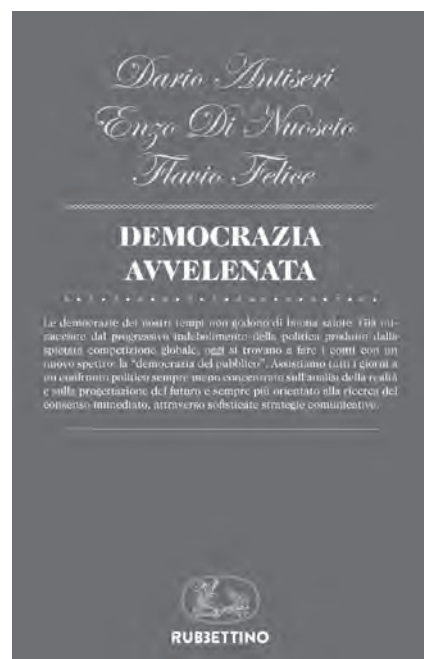 Dario Antiseri
Enzo Di Nuoscio
Flavio Felice
DEMOCRAZIA
AVVELENATA
Le democrazie dei nostri tempi non godono di buona salute. Già mi-
nacciate dal progressivo indebolimento della politica prodotto dalla
spietata competizione globale, oggi si trovano a fare i conti con un
nuovo spettro: la “democrazia del pubblico”. Assistiamo tutti i giorni a
un confronto politico sempre meno concentrato sull'analisi della realtà
e sulla progettazione del futuro e sempre più orientato alla ricerca del
consenso immediato, attraverso sofisticate strategie comunicative.
RUBBETTINO